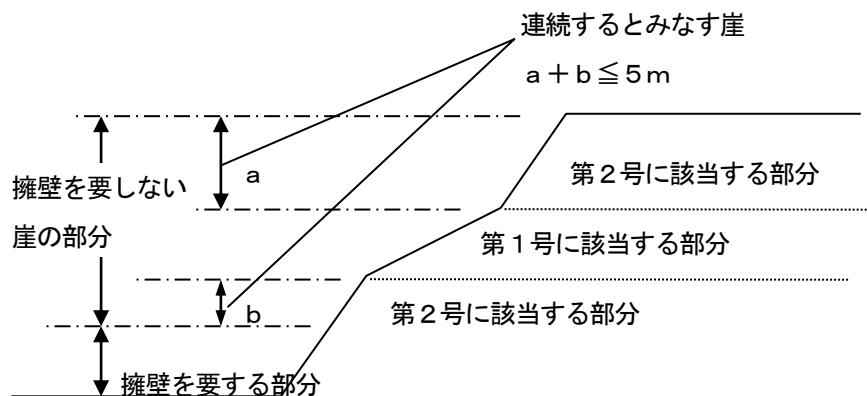 連続するとみなす崖
a+b≦5m
擁壁を要しない
崖の部分
a
第2号に該当する部分
第1号に該当する部分
b
第2号に該当する部分
擁壁を要する部分